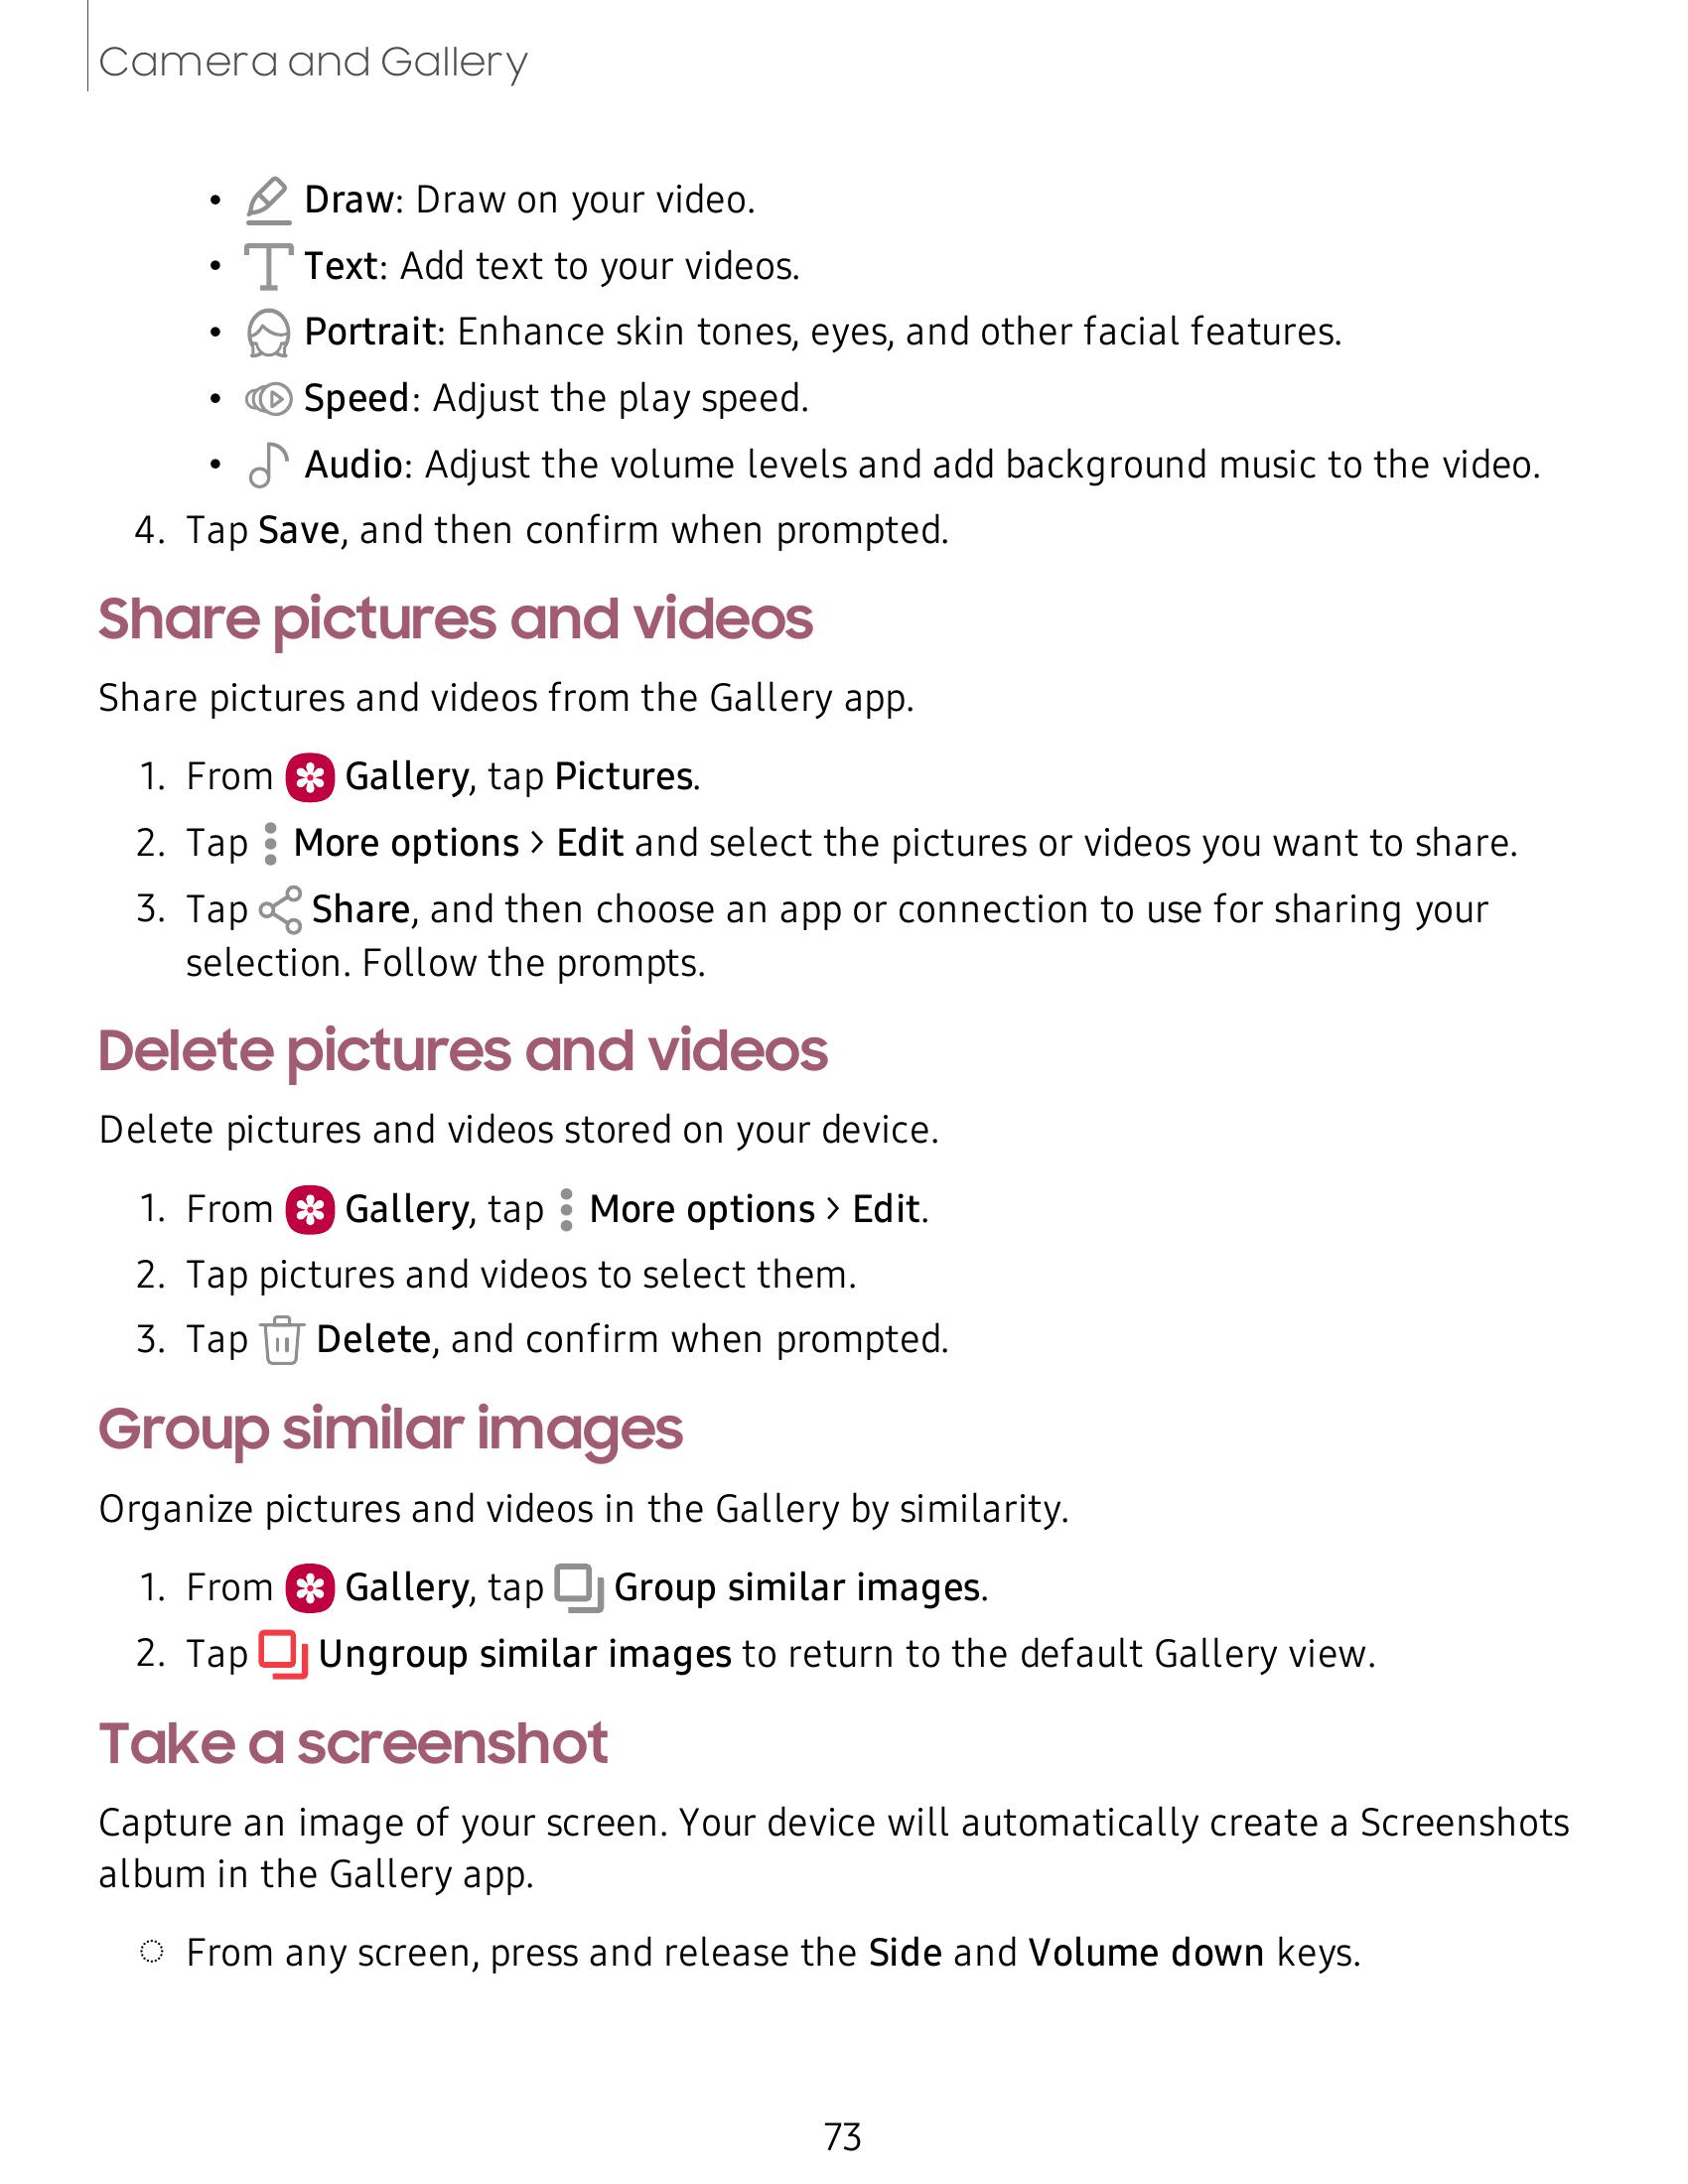 Camera and Gallery
• Draw: Draw on your video.
• Text: Add text to your videos.
• Portrait: Enhance skin tones, eyes, and other facial features.
• Speed: Adjust the play speed.
• Audio: Adjust the volume levels and add background music to the video.
4. Tap Save, and then confirm when prompted.
Share pictures and videos
Share pictures and videos from the Gallery app.
1. From Gallery, tap Pictures.
2. Tap More options > Edit and select the pictures or videos you want to share.
3. Tap Share, and then choose an app or connection to use for sharing your
selection. Follow the prompts.
Delete pictures and videos
Delete pictures and videos stored on your device.
1. From Gallery, tap More options > Edit.
2. Tap pictures and videos to select them.
3. Tap Delete, and confirm when prompted.
Group similar images
Organize pictures and videos in the Gallery by similarity.
1. From Gallery, tap Group similar images.
2. Tap Ungroup similar images to return to the default Gallery view.
Take a screenshot
Capture an image of your screen. Your device will automatically create a Screenshots
album in the Gallery app.
◌ From any screen, press and release the Side and Volume down keys.
73